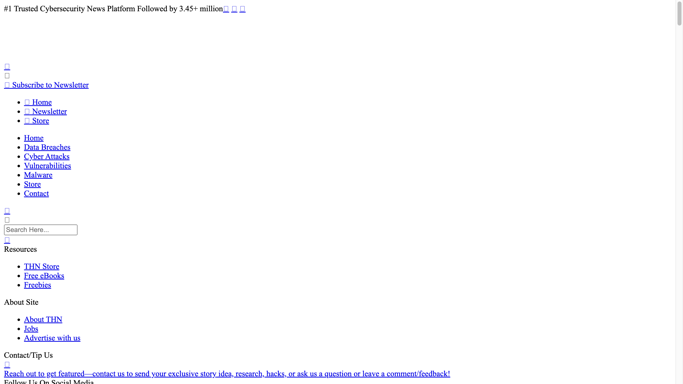 #1 Trusted Cybersecurity News Platform Followed by 3.45+ million
Subscribe to Newsletter
Home
Newsletter
Store
Home
Data Breaches
Cyber Attacks
Vulnerabilities
Malware
Store
Contact
Search Here...
Resources
THN Store
Free eBooks
Freebies
About Site
About THN
Jobs
Advertise with us
Contact/Tip Us
Reach out to get featured—contact us to send your exclusive story idea, research, hacks, or ask us a question or leave a comment/feedback!
Follow Us On Social Media